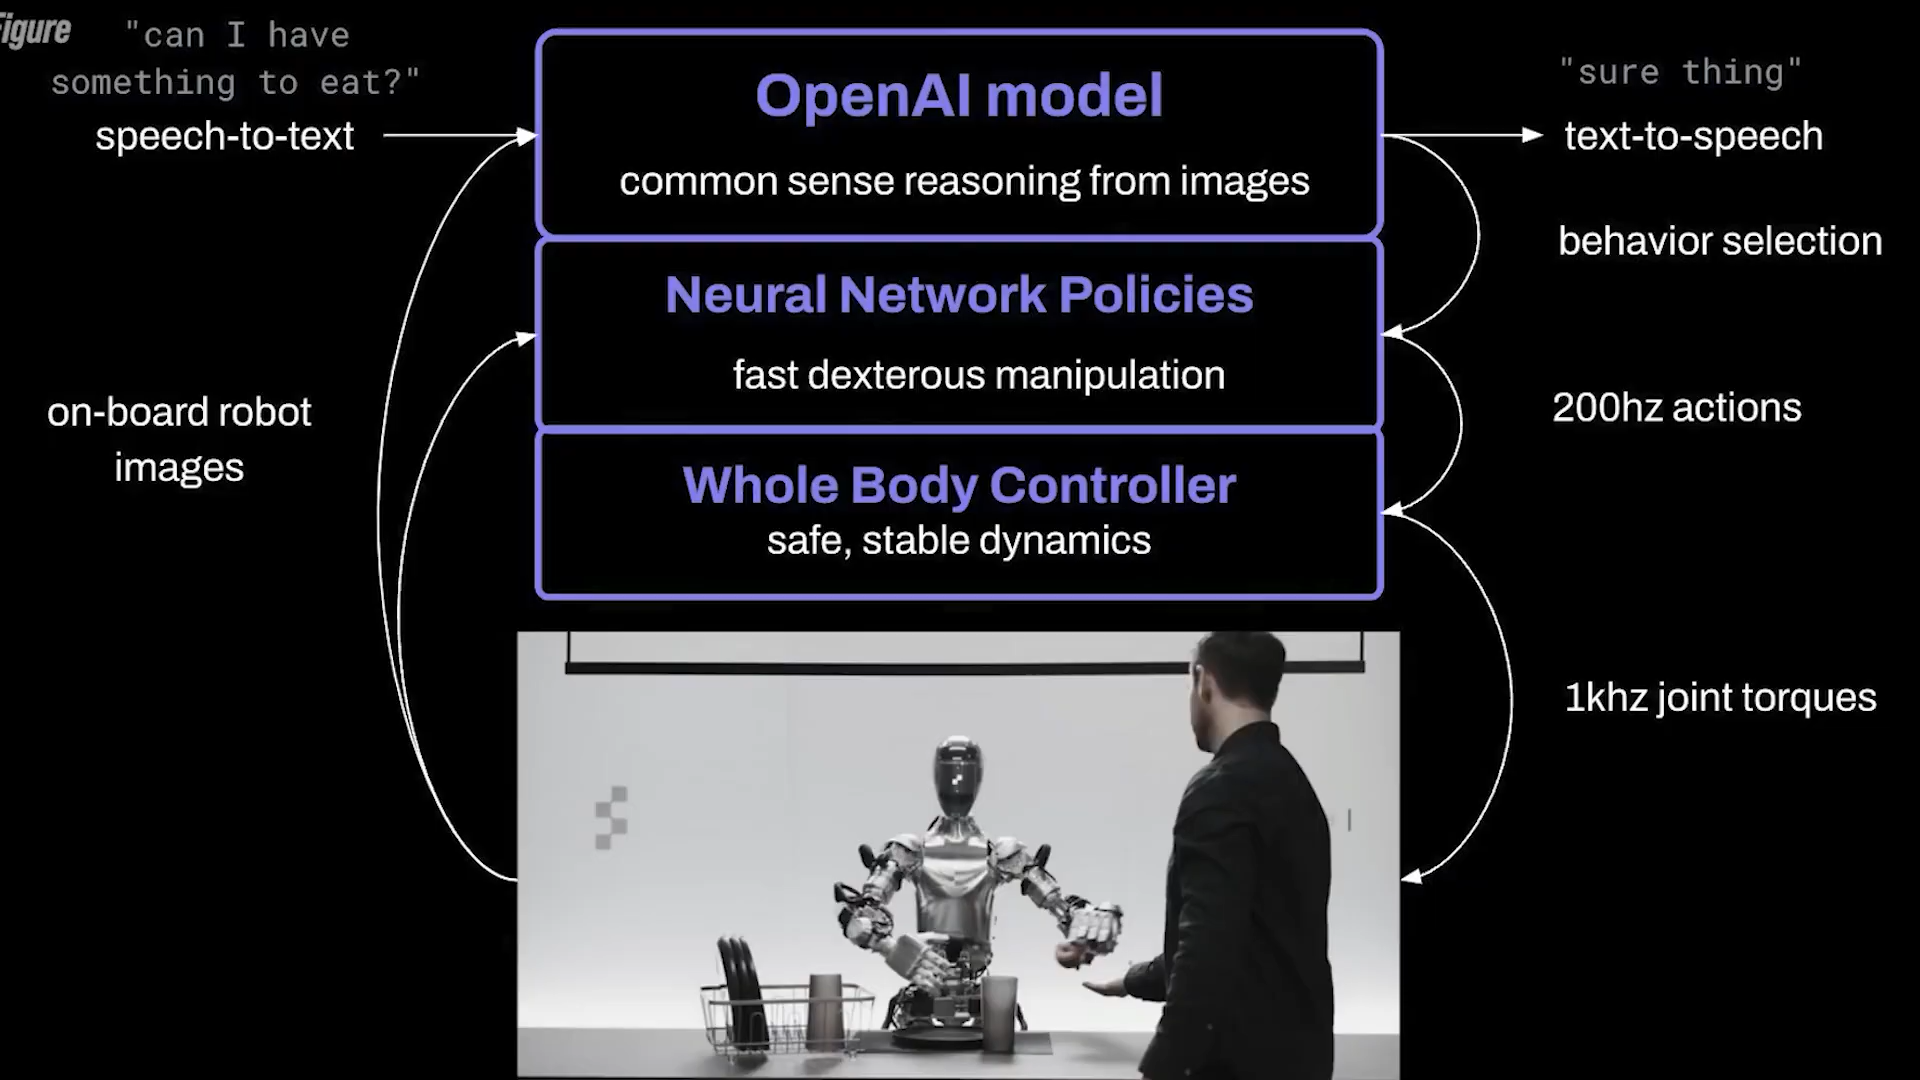 Figure
"can I have
something to eat?"
speech-to-text
on-board robot
images
OpenAI model
common sense reasoning from images
Neural Network Policies
fast dexterous manipulation
Whole Body Controller
safe, stable dynamics
"sure thing"
text-to-speech
behavior selection
200hz actions
1khz joint torques